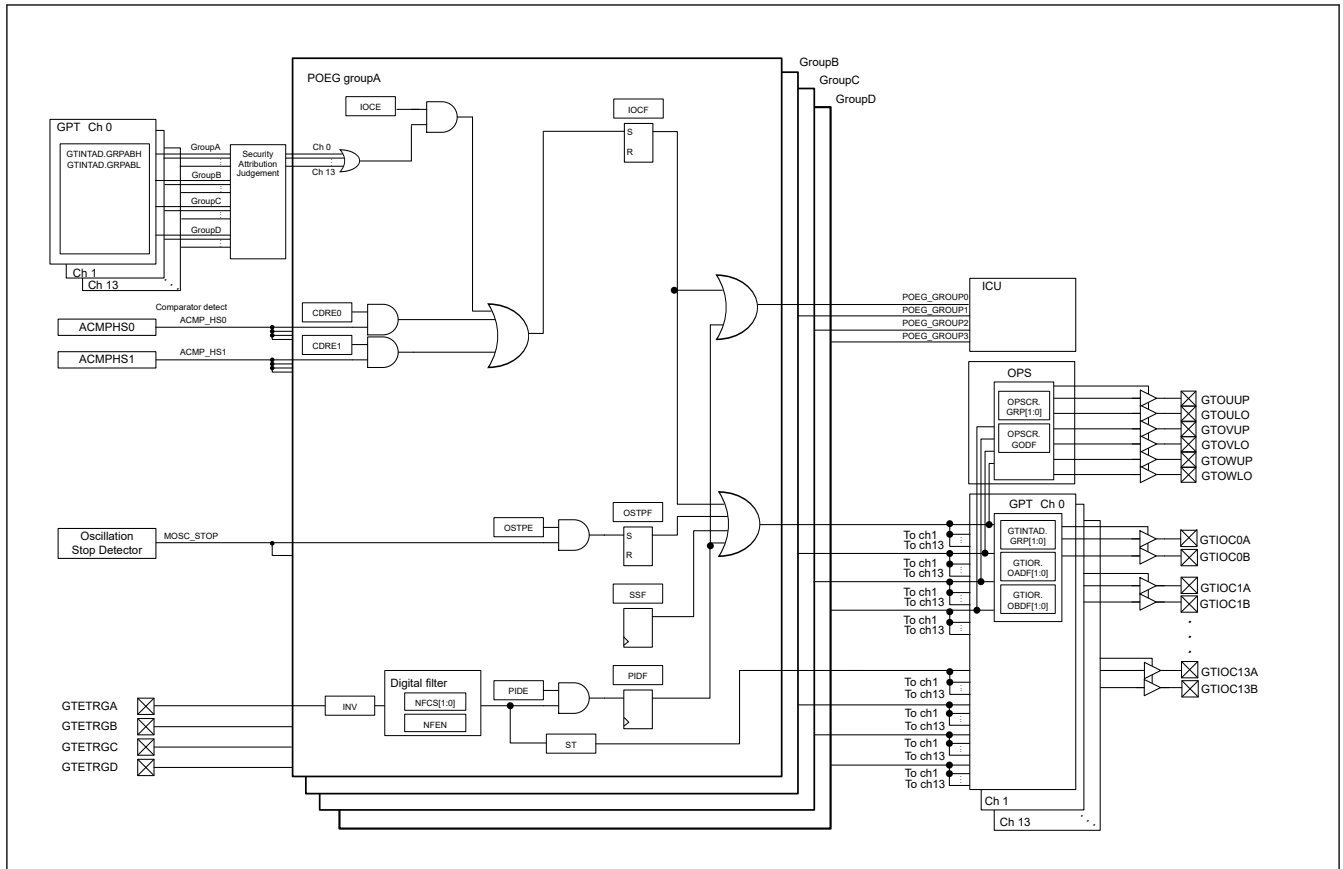 GroupB
GroupC
GroupD
POEG groupA
IOCE
IOCF
S
R
GPT Ch 0
GTINTAD.GRPABH
GTINTAD.GRPABL
GroupA
GroupB
GroupC
GroupD
Security
Attribution
Judgement
Ch 0
Ch 13
Ch 1
Ch 13
Comparator detect
ACMPHS0
ACMP_HS0
ACMPHS1
ACMP_HS1
CDRE0
CDRE1
POEG_GROUP0
POEG_GROUP1
POEG_GROUP2
POEG_GROUP3
ICU
OPS
OPSCR.
GRP[1:0]
OPSCR.
GODF
GTOUUP
GTOULO
GTOVUP
GTOVLO
GTOWUP
GTOWLO
Oscillation
Stop Detector
MOSC_STOP
OSTPE
OSTPF
S
R
SSF
PIDF
PIDE
Digital filter
NFCS[1:0]
NFEN
INV
ST
GTETRGA
GTETRGB
GTETRGC
GTETRGD
To ch1
To ch13
To ch1
To ch13
To ch1
To ch13
To ch1
To ch13
To ch1
To ch13
To ch1
To ch13
To ch1
To ch13
To ch1
To ch13
GPT Ch 0
GTINTAD.
GRP[1:0]
GTIOR.
OADF[1:0]
GTIOR.
OBDF[1:0]
Ch 1
Ch 13
GTIOC0A
GTIOC0B
GTIOC1A
GTIOC1B
GTIOC13A
GTIOC13B